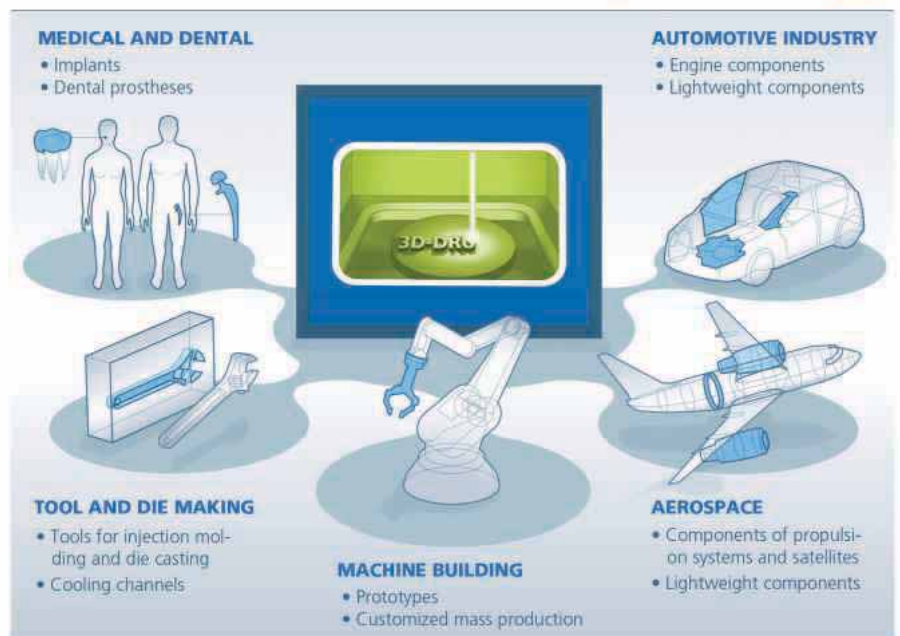 MEDICAL AND DENTAL
• Implants
• Dental prostheses
AUTOMOTIVE INDUSTRY
• Engine components
• Lightweight components
3D-DRU
TOOL AND DIE MAKING
• Tools for injection mol-
ding and die casting
• Cooling channels
MACHINE BUILDING
• Prototypes
• Customized mass production
AEROSPACE
• Components of propulsi-
on systems and satellites
• Lightweight components